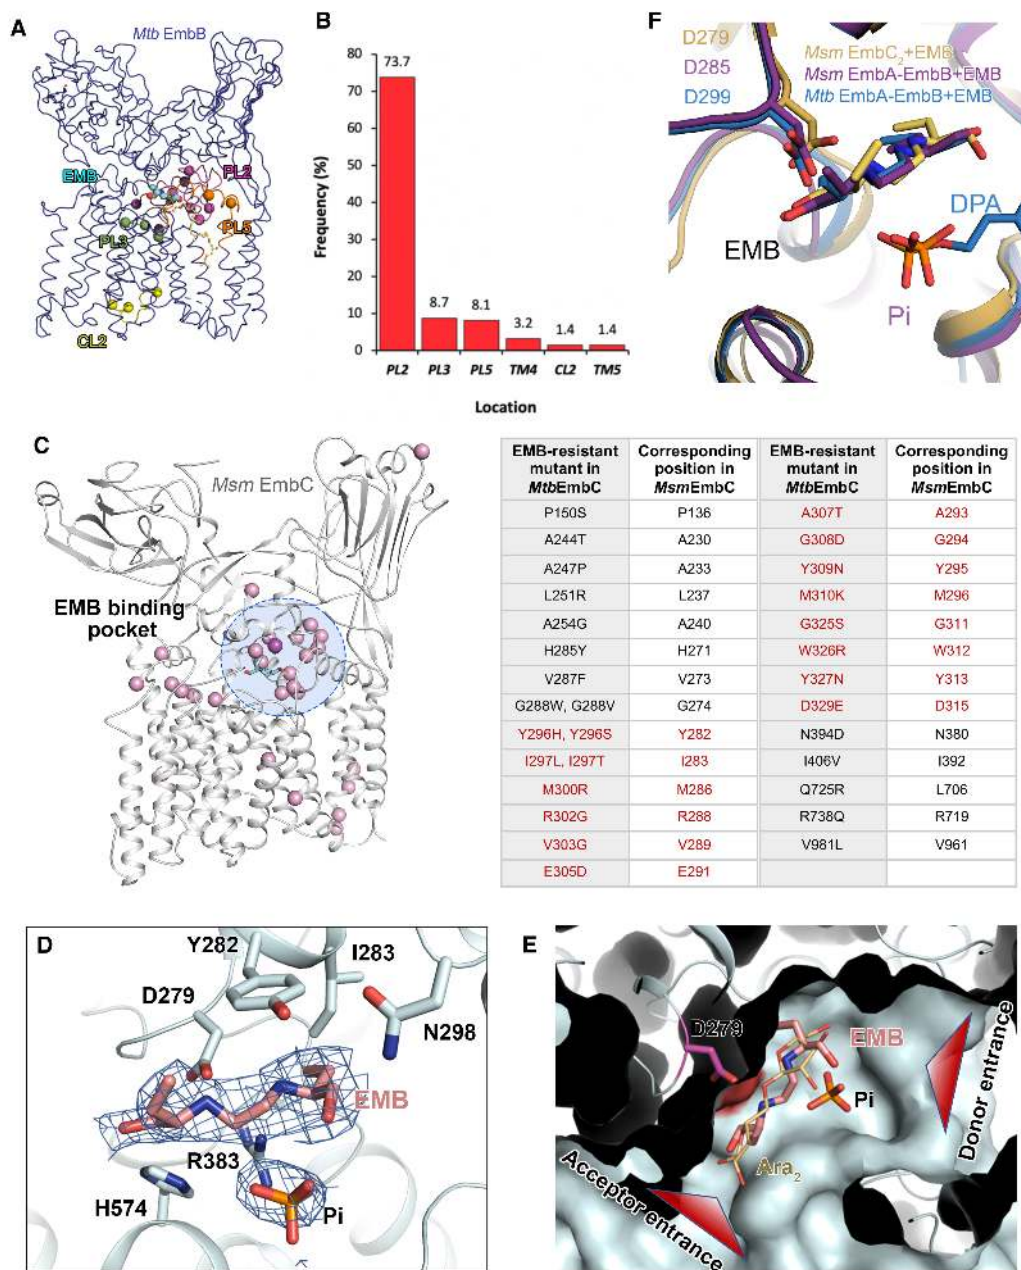 A
Mtb EmbB
EMB
PL2
PL5
PL3
CL2
B
Frequency (%)
80
70
60
50
40
30
20
10
0
73.7
8.7
8.1
3.2
1.4
1.4
PL2 PL3 PL5 TM4 CL2 TM5
Location
F
D279 Msm EmbC2+EMB
D285 Msm EmbA-EmbB+EMB
D299 Mtb EmbA-EmbB+EMB
EMB
DPA
Pi
C
Msm EmbC
EMB binding
pocket
EMB-resistant mutant in MtbEmbC Corresponding position in MsmEmbC EMB-resistant mutant in MtbEmbC Corresponding position in MsmEmbC
P150S P136 A307T A293
A244T A230 G308D G294
A247P A233 Y309N Y295
L251R L237 M310K M296
A254G A240 G325S G311
H285Y H271 W326R W312
V287F V273 Y327N Y313
G288W, G288V G274 D329E D315
Y296H, Y296S Y282 N394D N380
I297L, I297T I283 I406V I392
M300R M286 Q725R L706
R302G R288 R738Q R719
V303G V289 V981L V961
E305D E291
D
Y282
I283
D279
N298
EMB
R383
H574
Pi
E
D279
EMB
Pi
Ara2
Donor entrance
Acceptor entrance